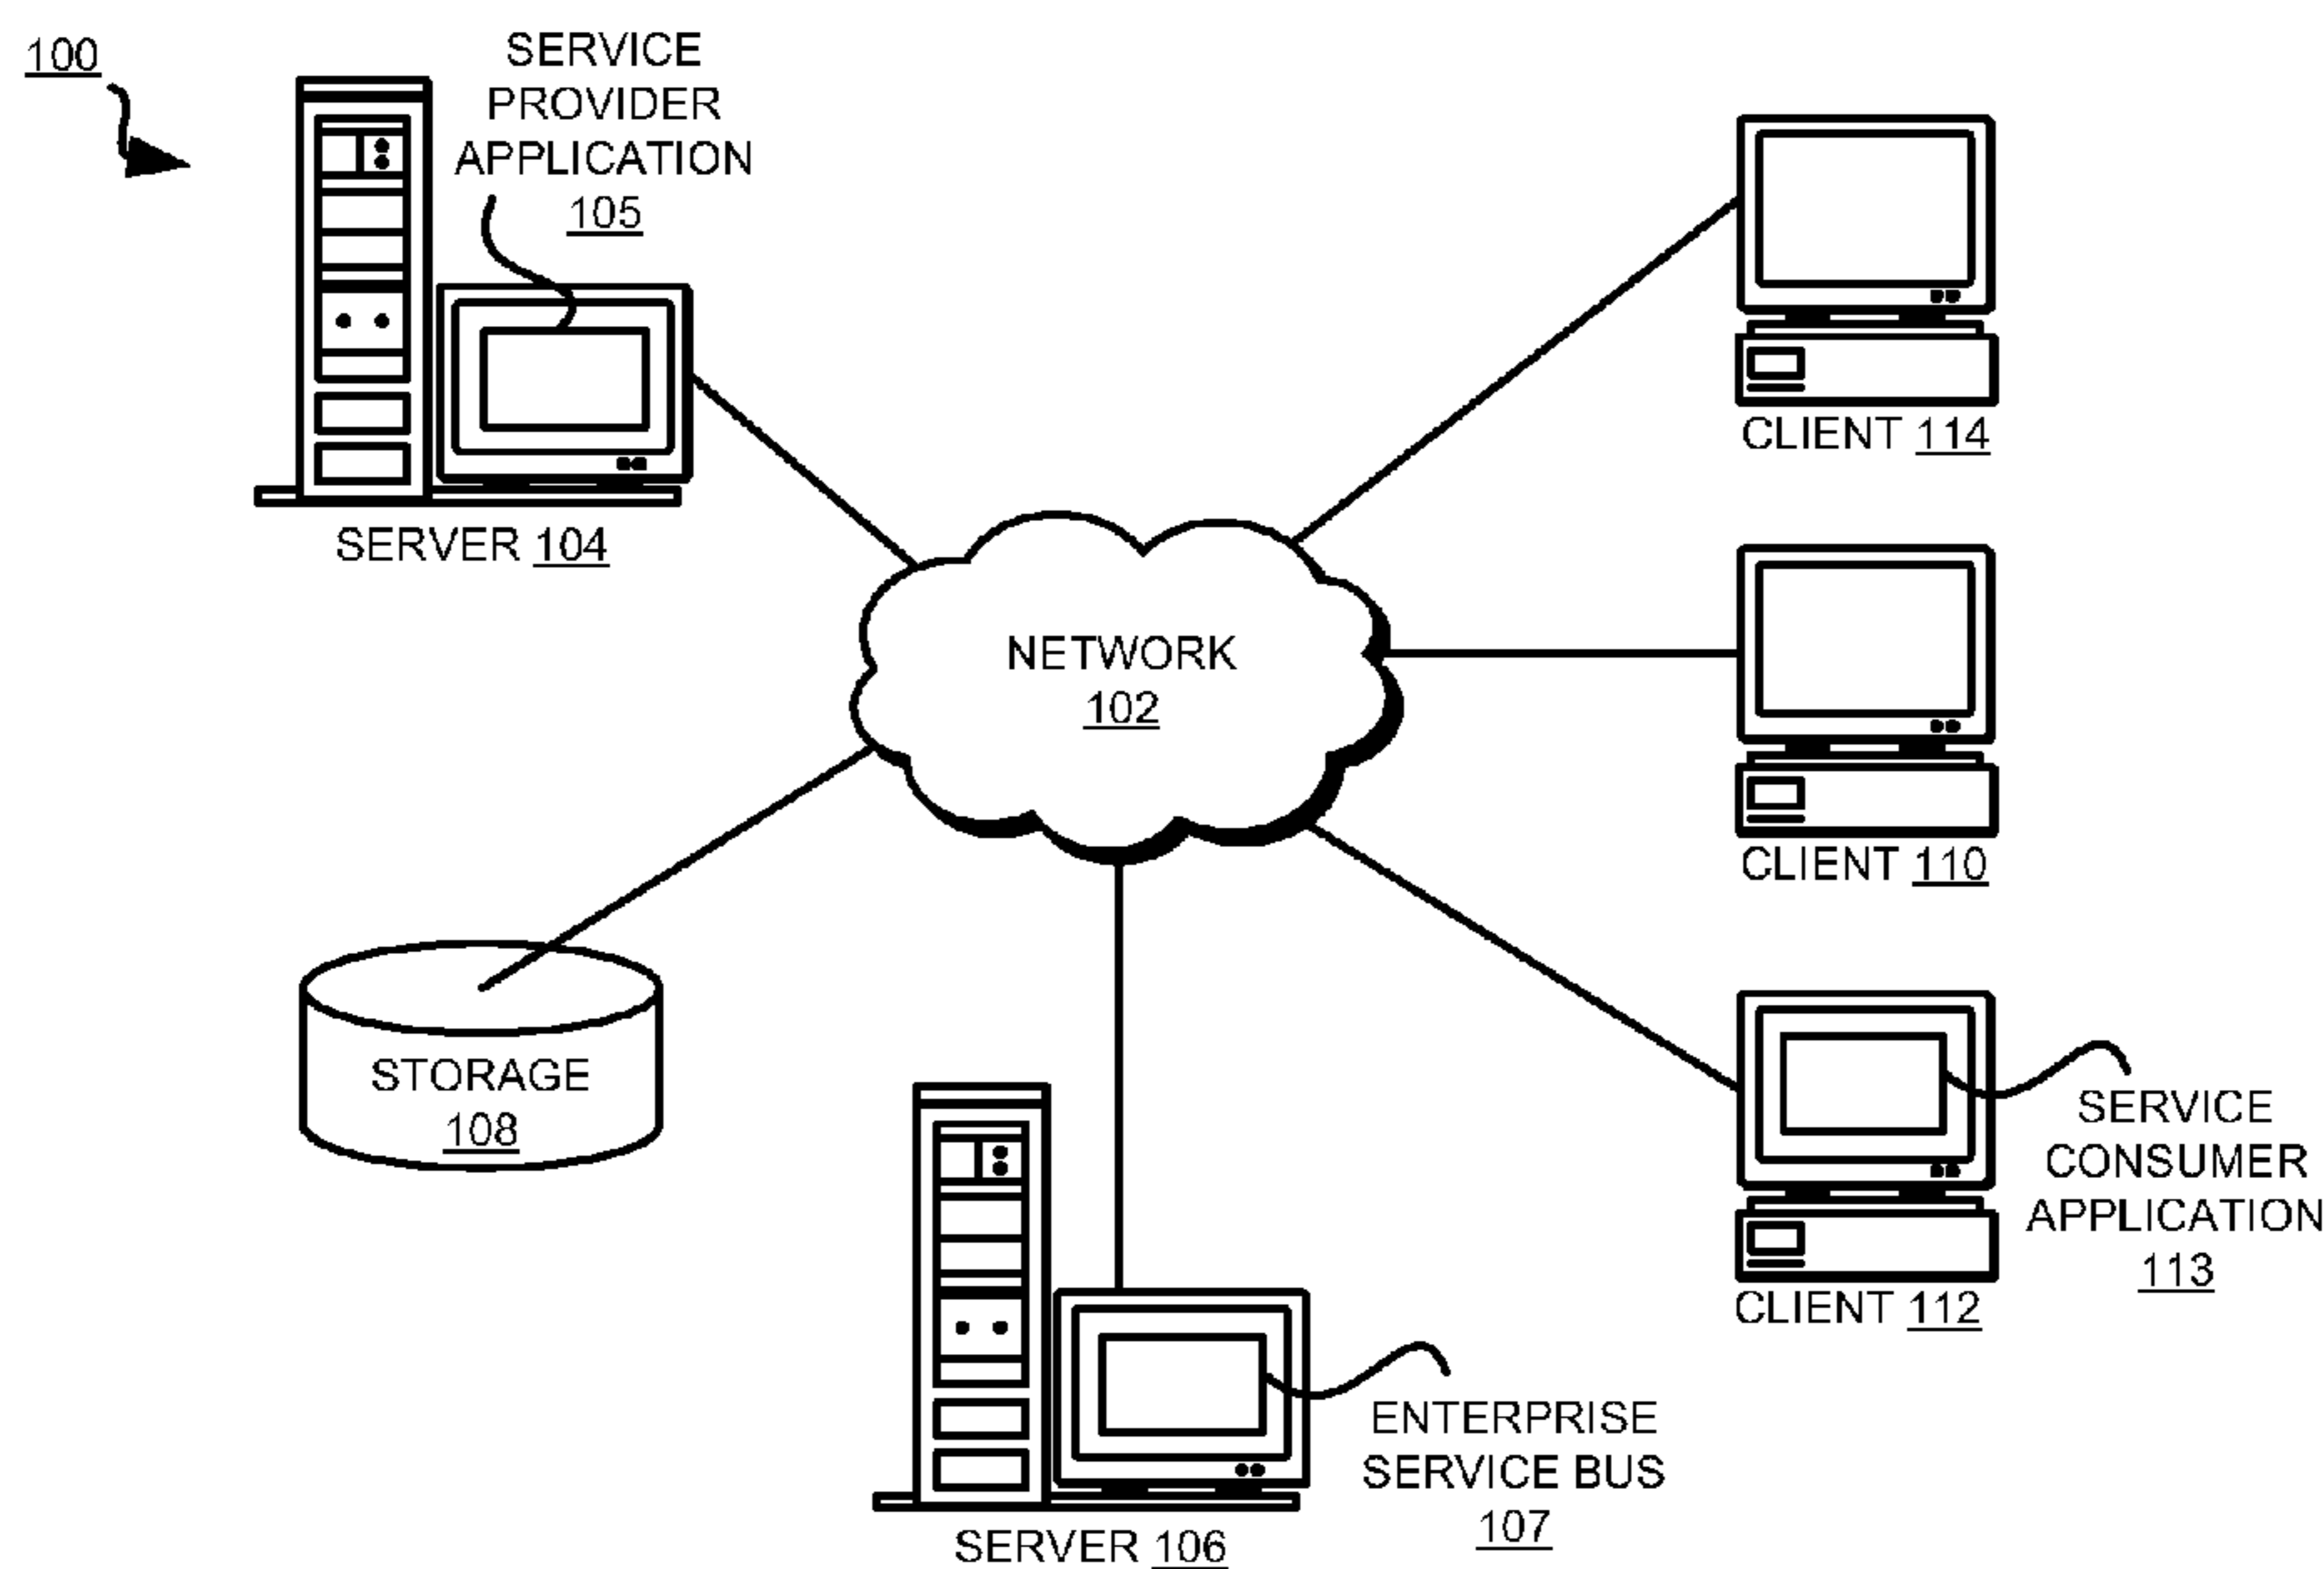 100
SERVICE
PROVIDER
APPLICATION
105
SERVER 104
CLIENT 114
NETWORK
102
CLIENT 110
STORAGE
108
SERVICE
CONSUMER
APPLICATION
113
CLIENT 112
ENTERPRISE
SERVICE BUS
107
SERVER 106